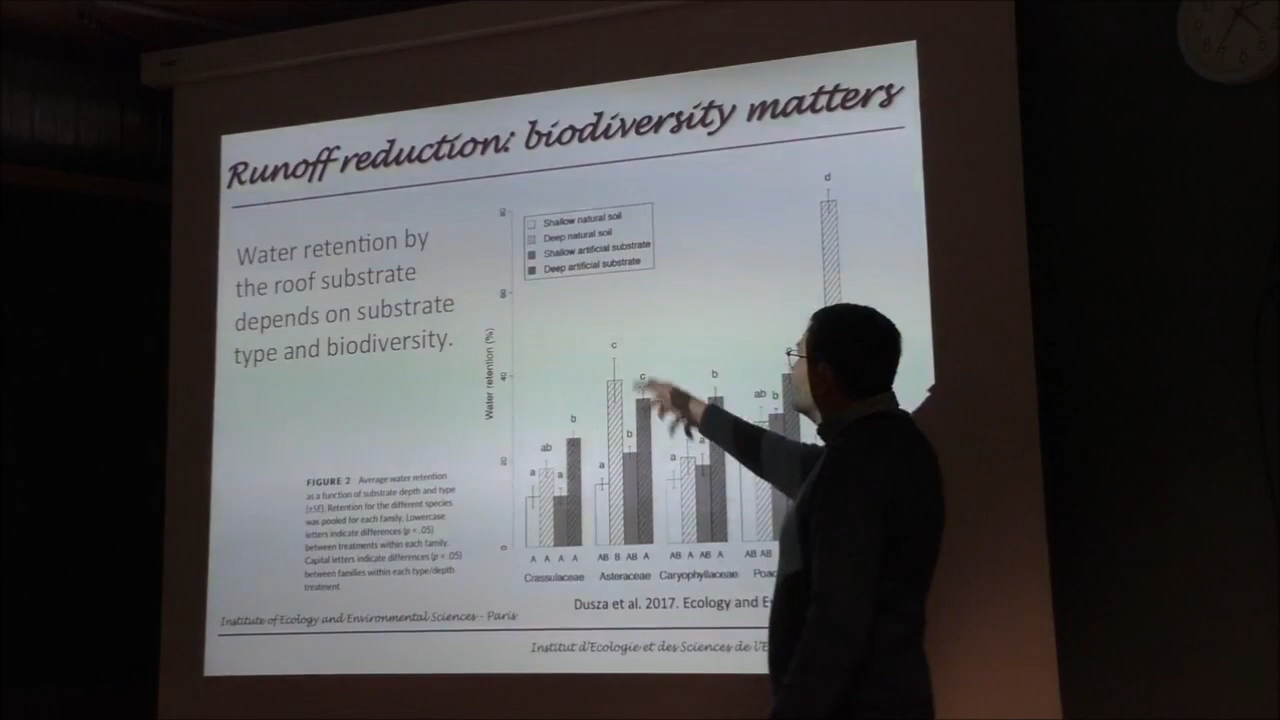 Runoff reduction: biodiversity matters
Water retention by
the roof substrate
depends on substrate
type and biodiversity.
Shallow natural soil
Deep natural soil
Shallow artificial substrate
Deep artificial substrate
Water retention (%)
40
20
0
d
c
c
b
b
ab
b
ab
b
a
a
a
a
a
A A A A
AB B AB A
AB A AB A
AB AB
Crassulaceae Asteraceae Caryophyllaceae Poac
FIGURE 2 Average water retention
as a function of substrate depth and type
(±SE). Retention for the different species
was pooled for each family. Lowercase
letters indicate differences (p < .05)
between treatments within each family.
Capital letters indicate differences (p < .05)
between families within each type/depth
treatment
Dusza et al. 2017. Ecology and E
Institute of Ecology and Environmental Sciences - Paris
Institut d'Ecologie et des Sciences de l'E